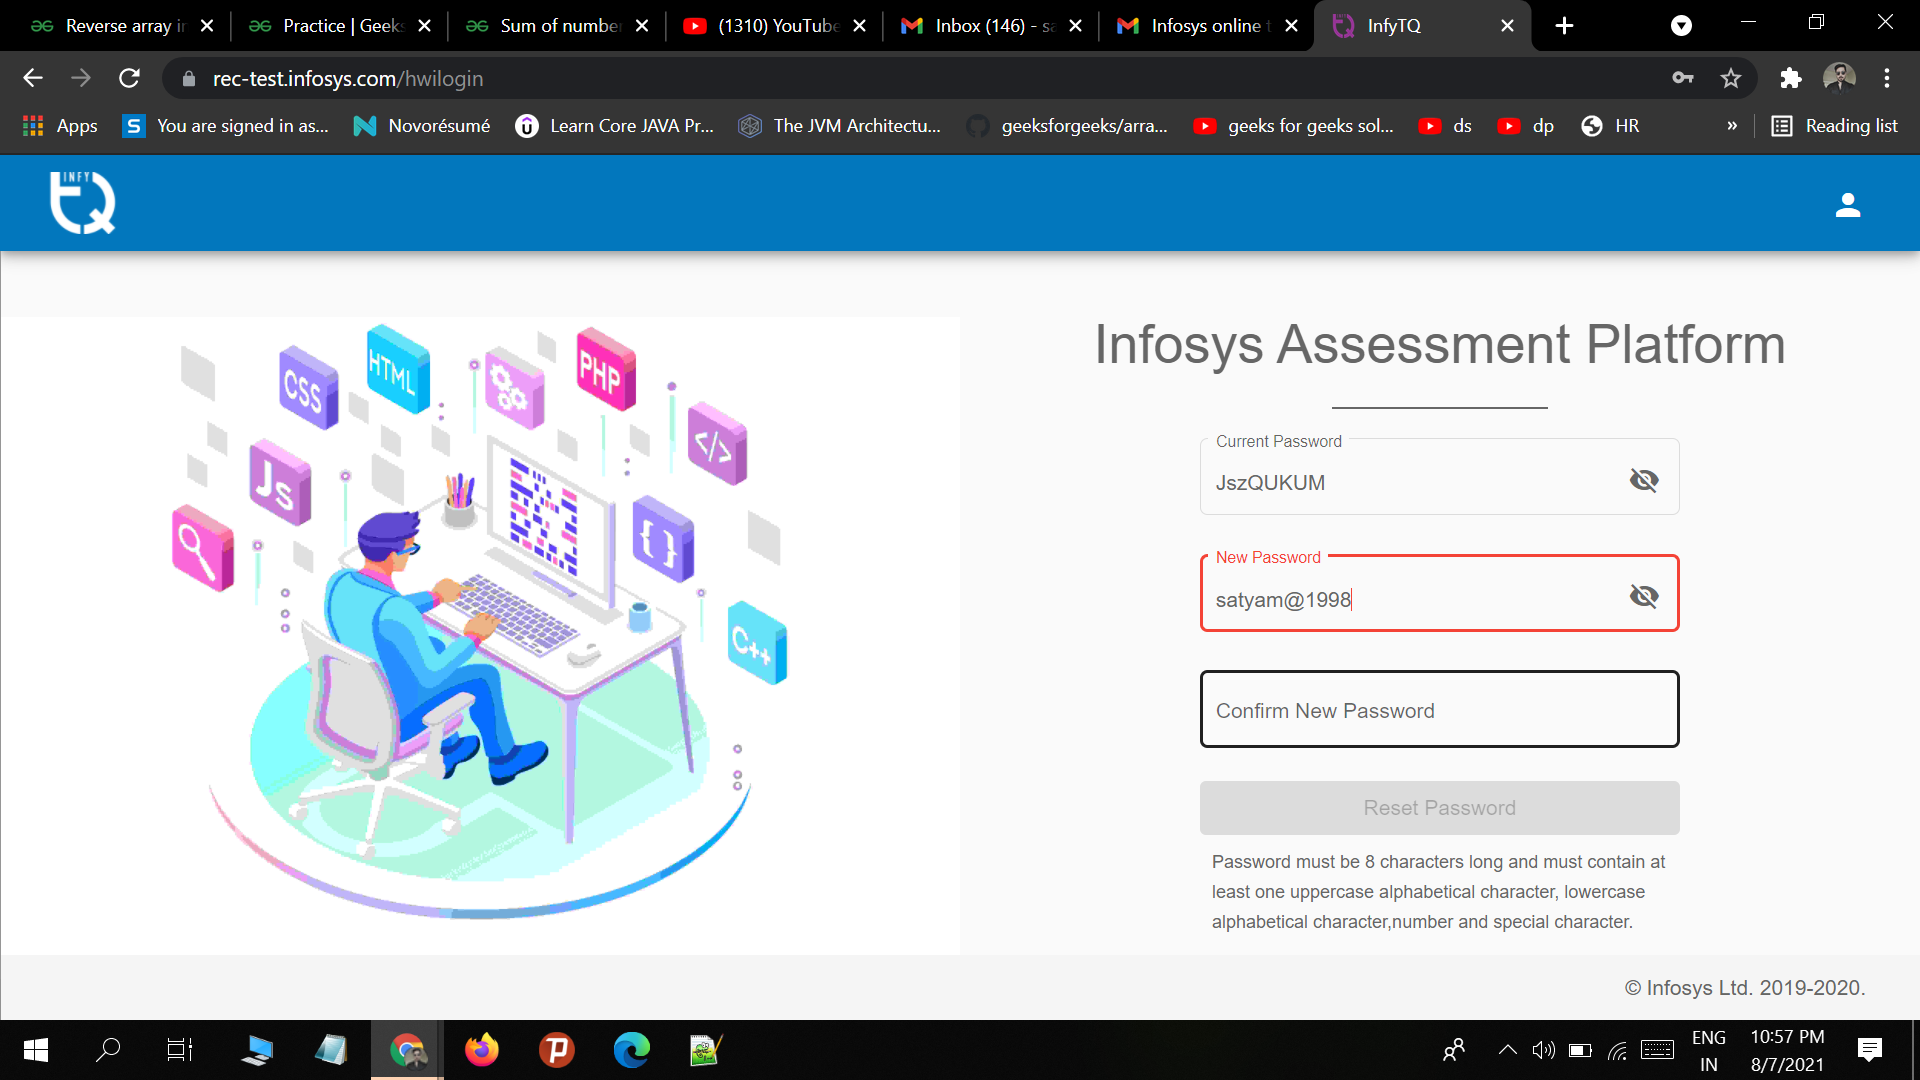 Reverse array in
Practice | Geeks
Sum of number
(1310) YouTube
Inbox (146) - sa
Infosys online t
InfyTQ
rec-test.infosys.com/hwilogin
Apps
You are signed in as...
Novorésumé
Learn Core JAVA Pr...
The JVM Architectu...
geeksforgeeks/arra...
geeks for geeks sol...
ds
dp
HR
»
Reading list
INFY
TQ
CSS
HTML
PHP
</>
Js
{ }
C++
Infosys Assessment Platform
Current Password
JszQUKUM
New Password
satyam@1998
Confirm New Password
Reset Password
Password must be 8 characters long and must contain at
least one uppercase alphabetical character, lowercase
alphabetical character,number and special character.
© Infosys Ltd. 2019-2020.
ENG
IN
10:57 PM
8/7/2021